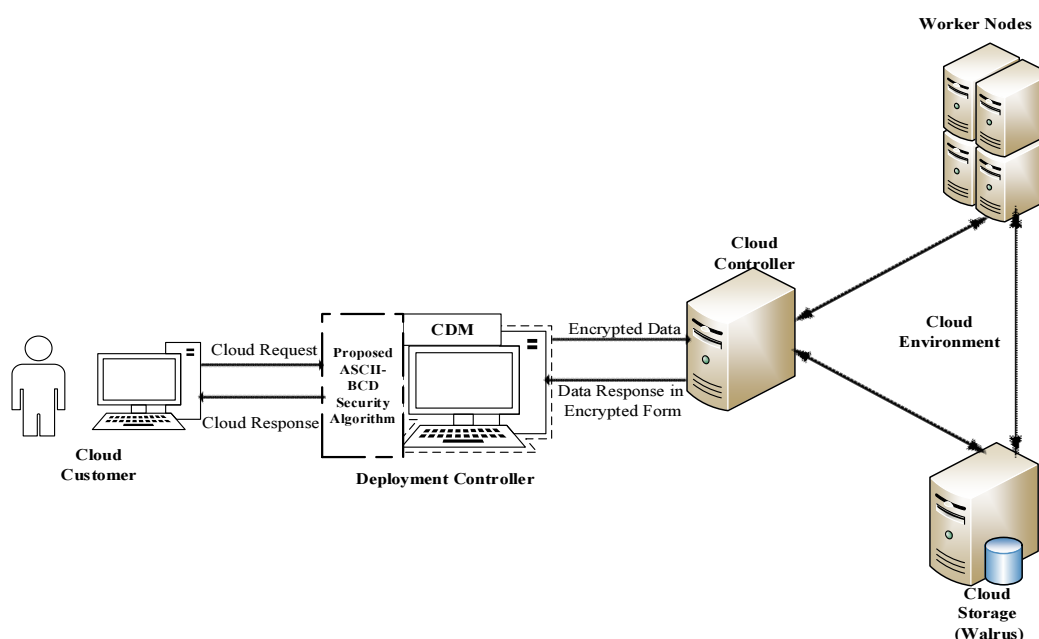 Worker Nodes
Cloud
Controller
CDM
Cloud Request
Cloud Response
Proposed
ASCII-
BCD
Security
Algorithm
Encrypted Data
Data Response in
Encrypted Form
Cloud
Environment
Cloud
Customer
Deployment Controller
Cloud
Storage
(Walrus)